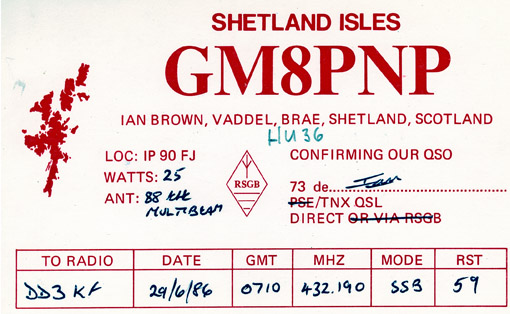 SHETLAND ISLES
GM8PNP
IAN BROWN, VADDEL, BRAE, SHETLAND, SCOTLAND
HU36
LOC: IP 90 FJ
CONFIRMING OUR QSO
WATTS: 25
RSGB
73 de Ian
ANT: 88 ele
MULTIBEAM
PSE/TNX QSL
DIRECT OR VIA RSGB
TO RADIO DATE GMT MHZ MODE RST
DD3KF 29/6/86 0710 432.190 SSB 59